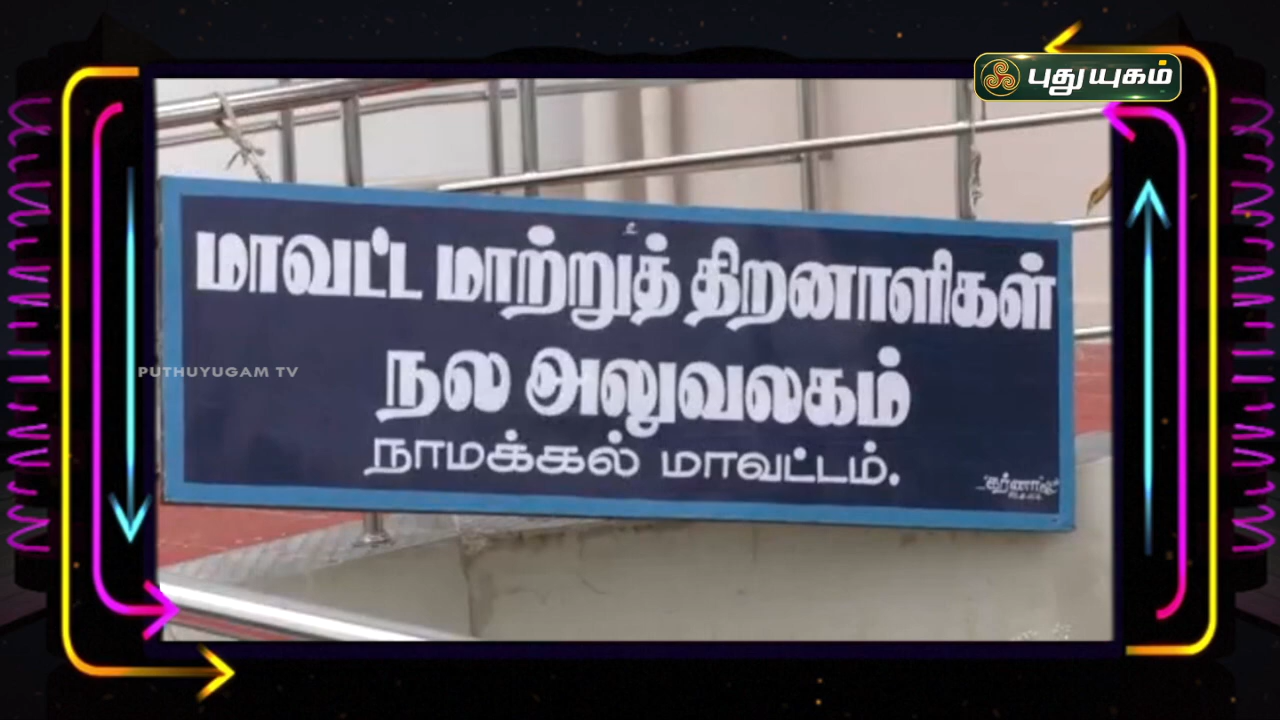 புதுயுகம்
மாவட்ட மாற்றுத் திறனாளிகள்
PUTHUYUGAM TV
நல அலுவலகம்
நாமக்கல் மாவட்டம்.